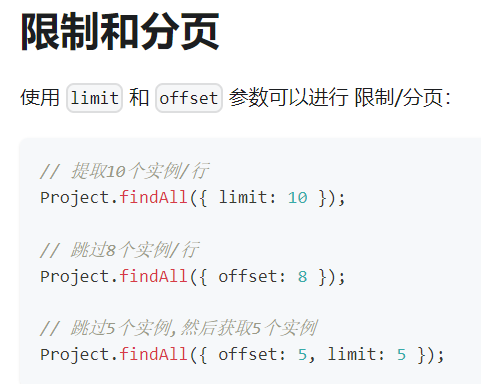 限制和分页
使用 limit 和 offset 参数可以进行 限制/分页：
// 提取10个实例/行
Project.findAll({ limit: 10 });
// 跳过8个实例/行
Project.findAll({ offset: 8 });
// 跳过5个实例,然后获取5个实例
Project.findAll({ offset: 5, limit: 5 });